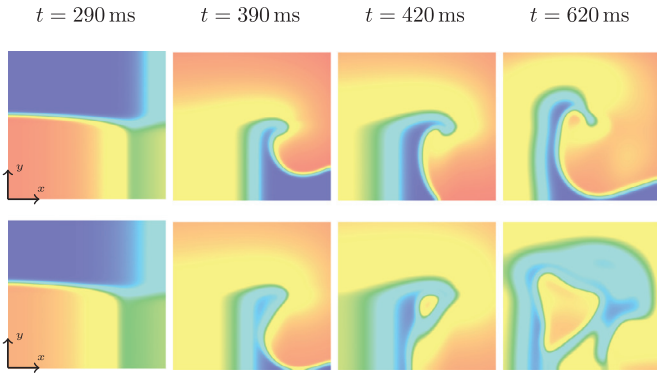 t = 290 ms t = 390 ms t = 420 ms t = 620 ms
y
x
y
x